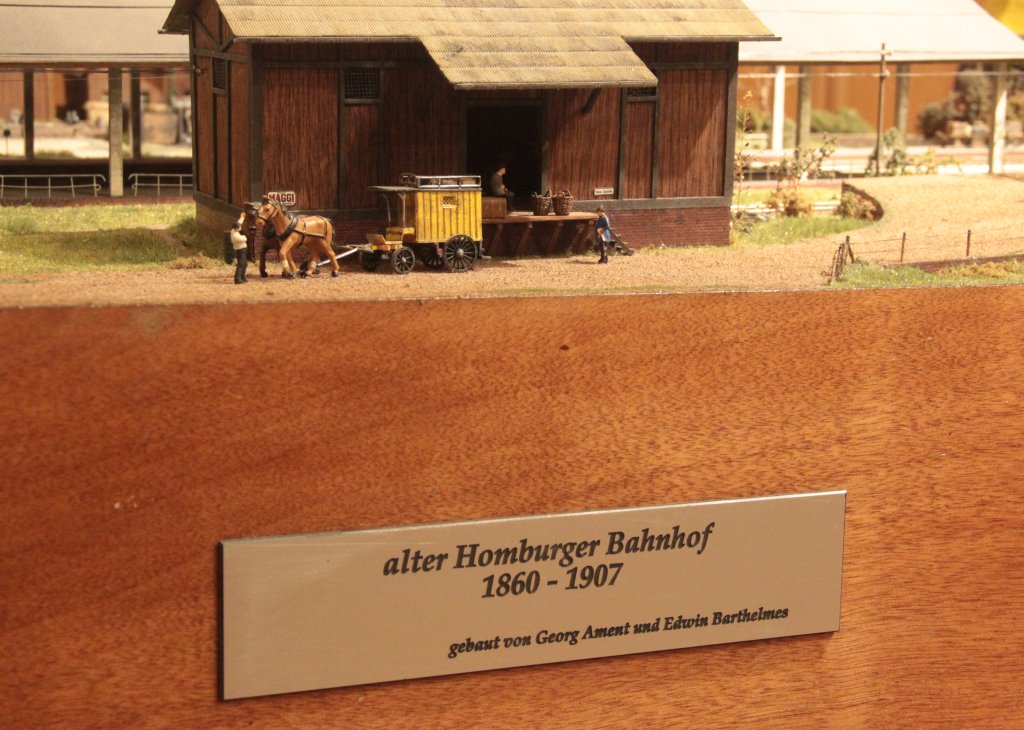 MAGGI
alter Homburger Bahnhof
1860 - 1907
gebaut von Georg Ament und Edwin Barthelmes